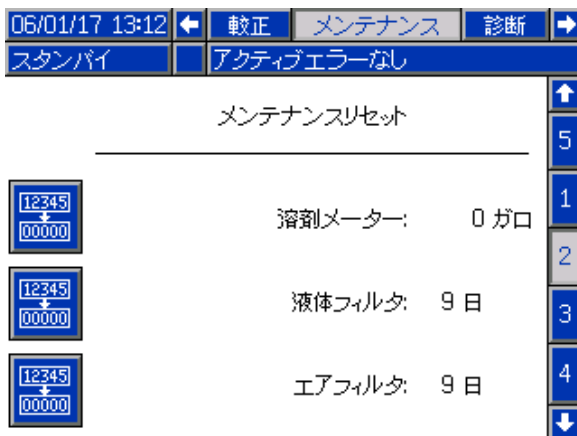 06/01/17 13:12 較正 メンテナンス 診断
スタンバイ アクティブエラーなし
メンテナンスリセット
5
12345
00000
溶剤メーター: 0 ガロ
1
2
12345
00000
液体フィルタ: 9 日
3
12345
00000
エアフィルタ: 9 日
4